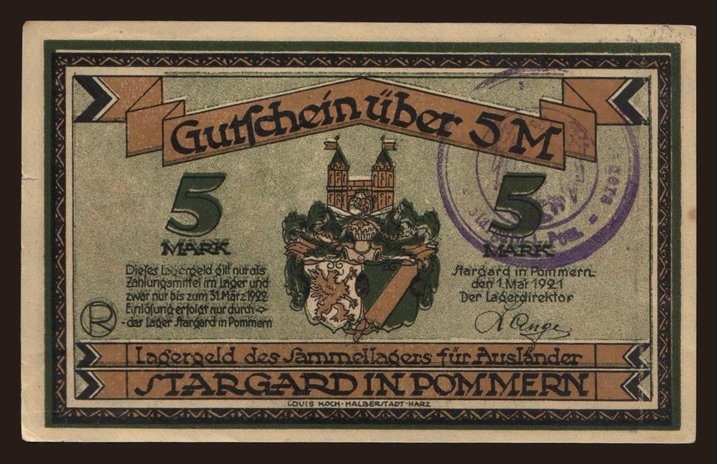 Gutschein über 5M
5
MARK
5
MARK
Dieses Lagergeld gilt nur als
Zahlungsmittel im Lager und
zwar nur bis zum 31. März 1922
Einlösung erfolgt nur durch
- das Lager Stargard in Pommern
Stargard in Pommern
den 1. Mai 1921
Der Lagerdirektor
R
Lagergeld des Sammellagers für Ausländer
STARGARD IN POMMERN
LOUIS KOCH · HALBERSTADT · HARZ
Pom.